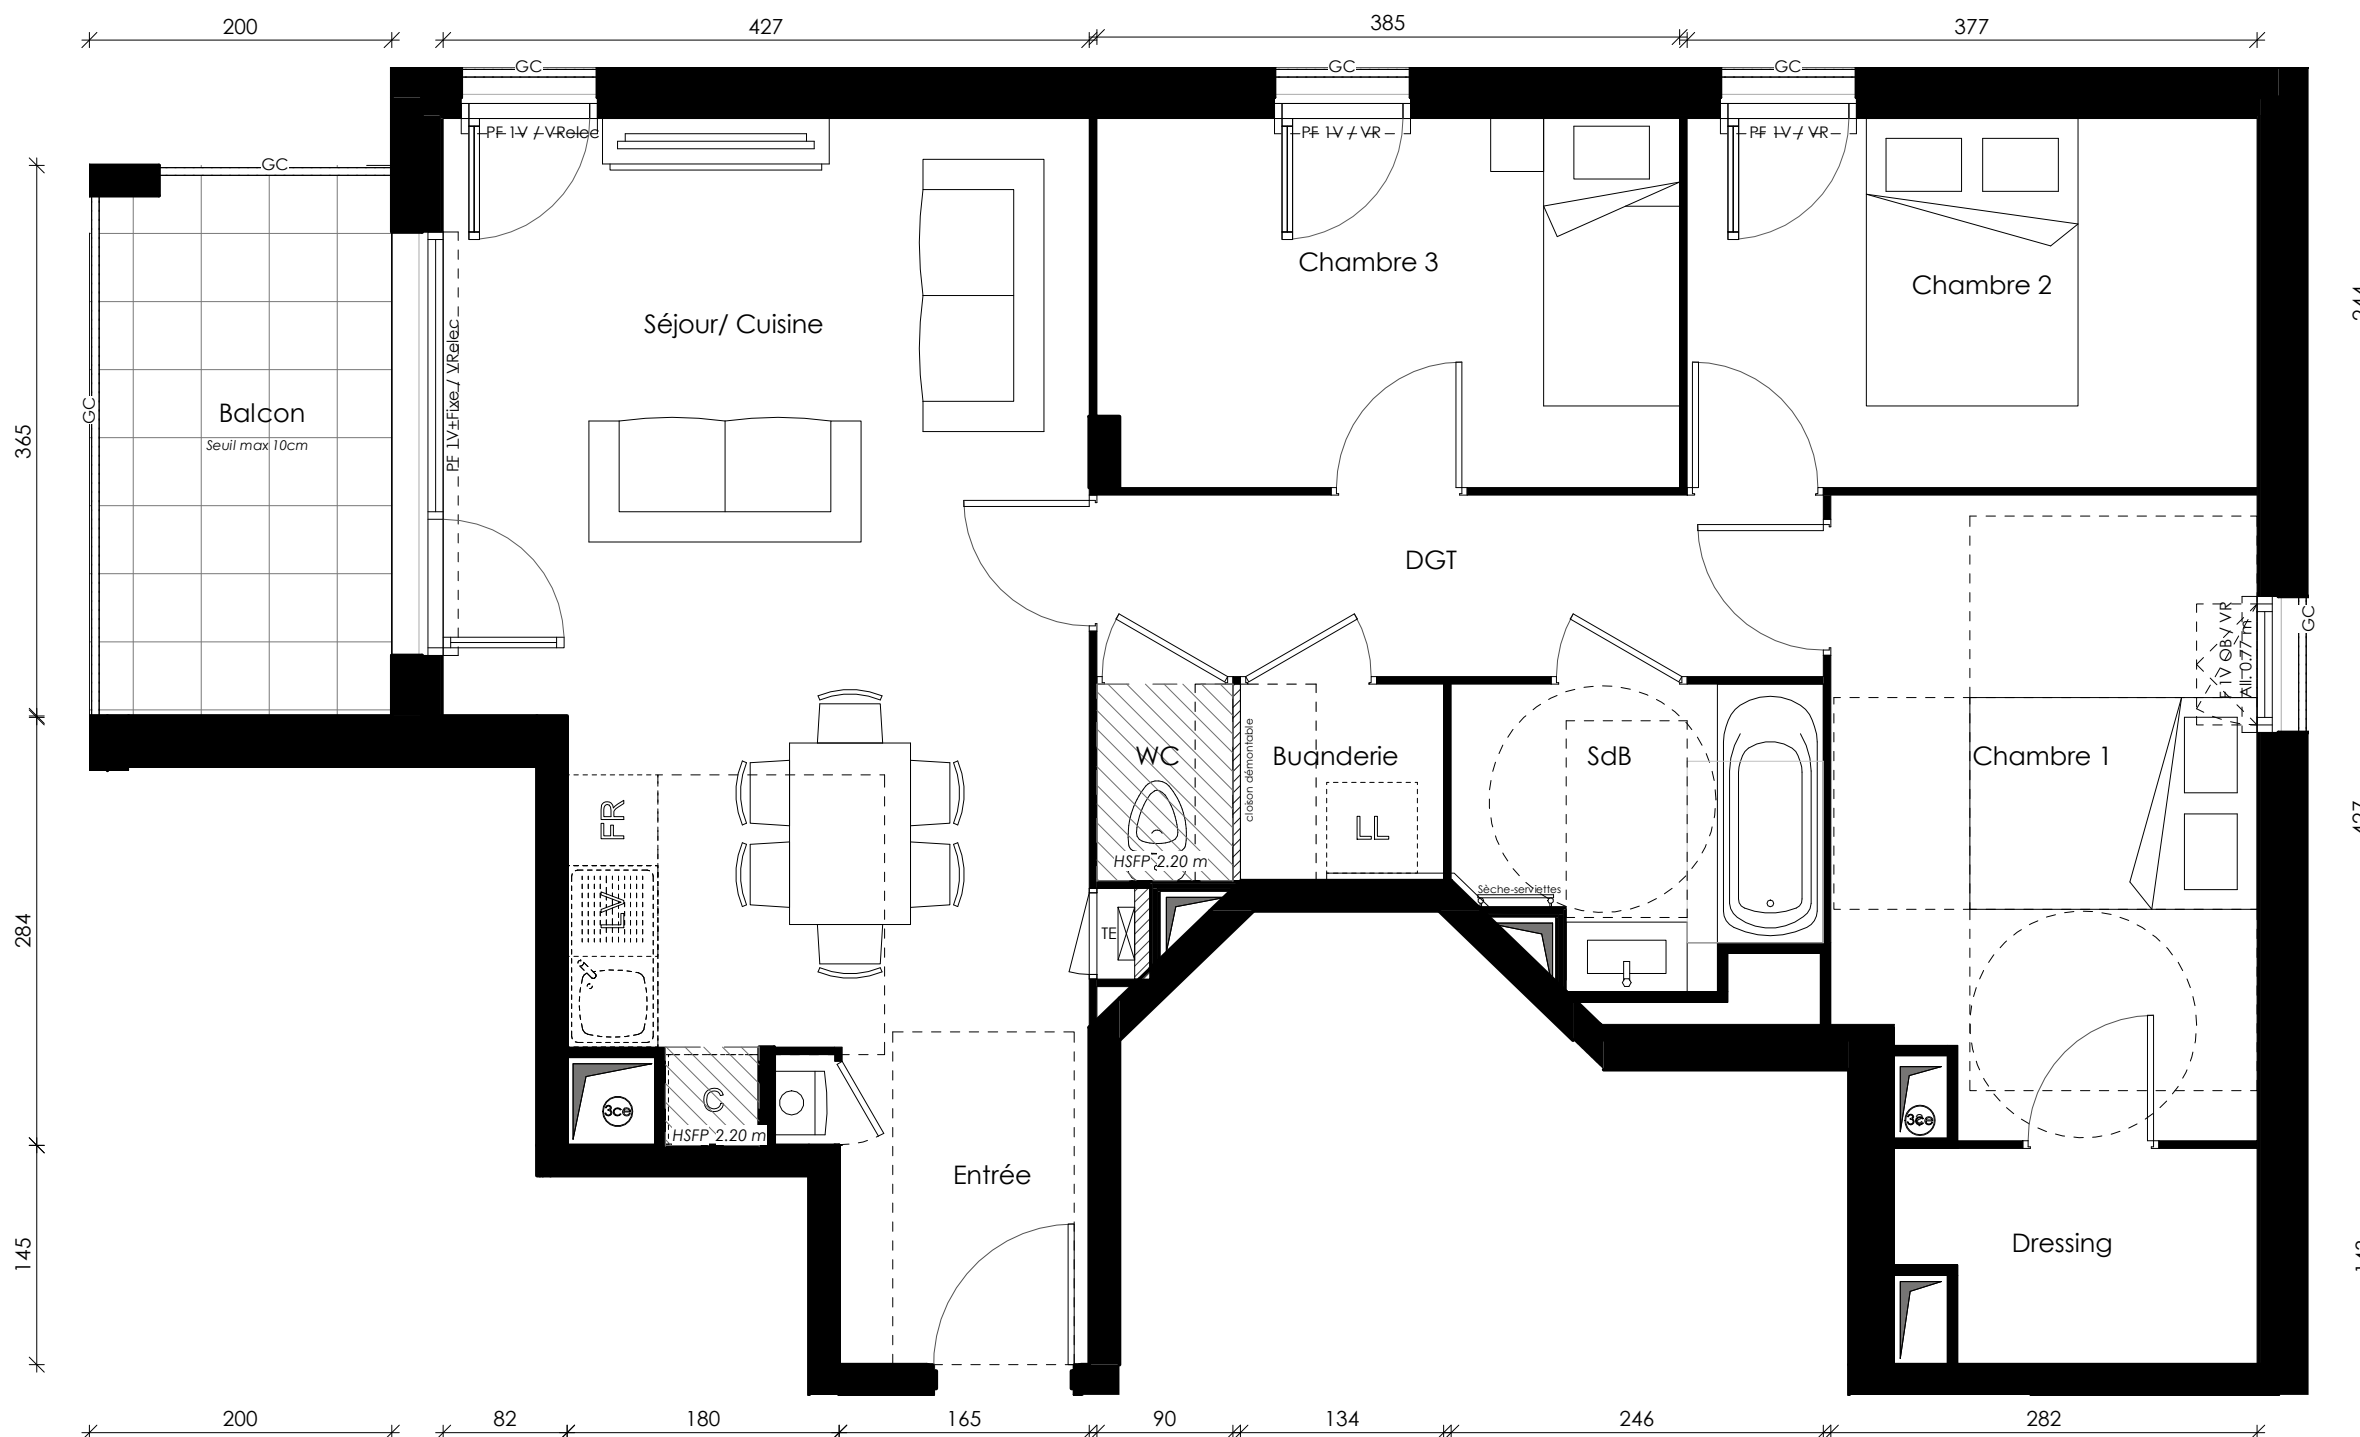 200
427
385
377
GC
GC
GC
PF 1V / VRelec
PF 1V / VR
PF 1V / VR
GC
Chambre 3
Chambre 2
Séjour/ Cuisine
PF 1V+Fixe / VRelec
GC
Balcon
Seuil max 10cm
365
DGT
GC
All. 0.77 m
WC
Buanderie
SdB
Chambre 1
cloison démontable
FR
LL
HSFP 2.20 m
Sèche-serviettes
LV
TE
284
C
3ce
HSFP 2.20 m
3ce
Entrée
Dressing
145
200
82
180
165
90
134
246
282